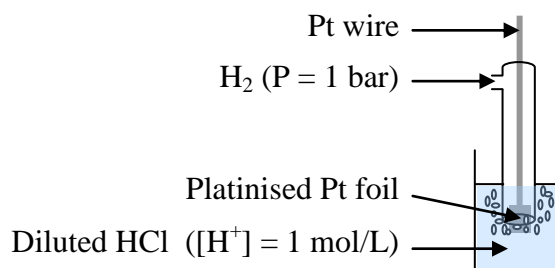 Pt wire
H₂ (P = 1 bar)
Platinised Pt foil
Diluted HCl ([H⁺] = 1 mol/L)